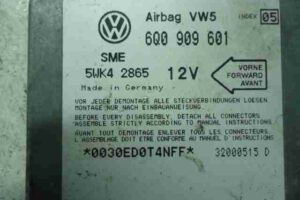 Airbag VW5 INDEX 05
6Q0 909 601
SME
5WK4 2865 12V
VORNE
FORWARD
AVANT
Made in Germany
VOR JEDER DEMONTAGE ALLE STECKVERBINDUNGEN LOESEN
MONTAGE NUR NACH EINBAUANWEISUNG
BEFORE EVERY DISASSEMBLY, DETACH ALL CONNECTORS
ASSEMBLE STRICTLY ACCORDING TO MANUAL INSTRUCTIONS.
AVANT TOUT DEMONTAGE ENLEVER TOUS LES CONNECTEURS.
L'ASSEMBLAGE DOIT ETRE CONFORME AU MANUEL D'INSTRUCTIONS
*0030ED0T4NFF* 32000515 D